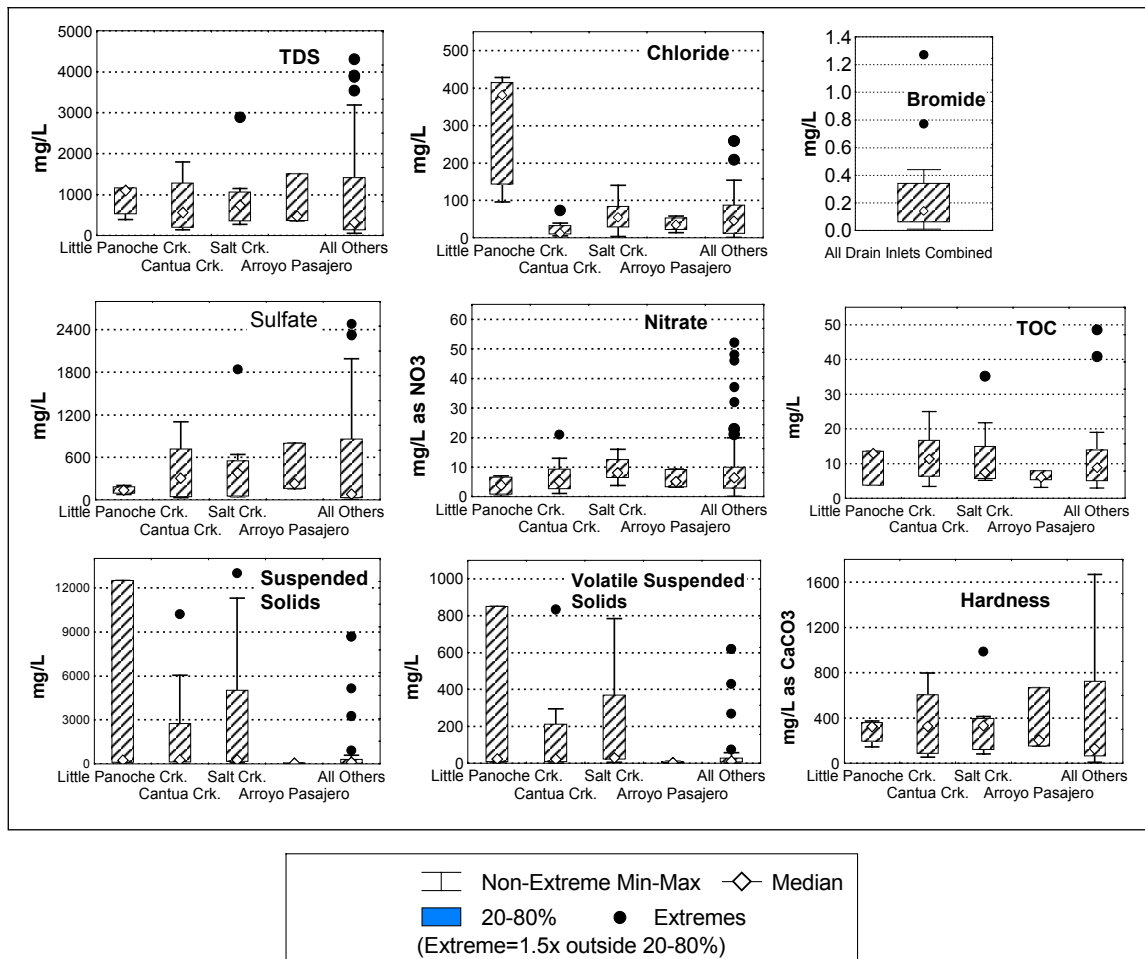 TDS
mg/L
5000
4000
3000
2000
1000
0
Little Panoche Crk. Salt Crk. All Others
Cantua Crk. Arroyo Pasajero
Chloride
mg/L
500
400
300
200
100
0
Little Panoche Crk. Salt Crk. All Others
Cantua Crk. Arroyo Pasajero
Bromide
mg/L
1.4
1.2
1.0
0.8
0.6
0.4
0.2
0.0
All Drain Inlets Combined
Sulfate
mg/L
2400
1800
1200
600
0
Little Panoche Crk. Salt Crk. All Others
Cantua Crk. Arroyo Pasajero
Nitrate
mg/L as NO3
60
50
40
30
20
10
0
Little Panoche Crk. Salt Crk. All Others
Cantua Crk. Arroyo Pasajero
TOC
mg/L
50
40
30
20
10
0
Little Panoche Crk. Salt Crk. All Others
Cantua Crk. Arroyo Pasajero
Suspended
Solids
mg/L
12000
9000
6000
3000
0
Little Panoche Crk. Salt Crk. All Others
Cantua Crk. Arroyo Pasajero
Volatile Suspended
Solids
mg/L
1000
800
600
400
200
0
Little Panoche Crk. Salt Crk. All Others
Cantua Crk. Arroyo Pasajero
Hardness
mg/L as CaCO3
1600
1200
800
400
0
Little Panoche Crk. Salt Crk. All Others
Cantua Crk. Arroyo Pasajero
Non-Extreme Min-Max Median
20-80% Extremes
(Extreme=1.5x outside 20-80%)